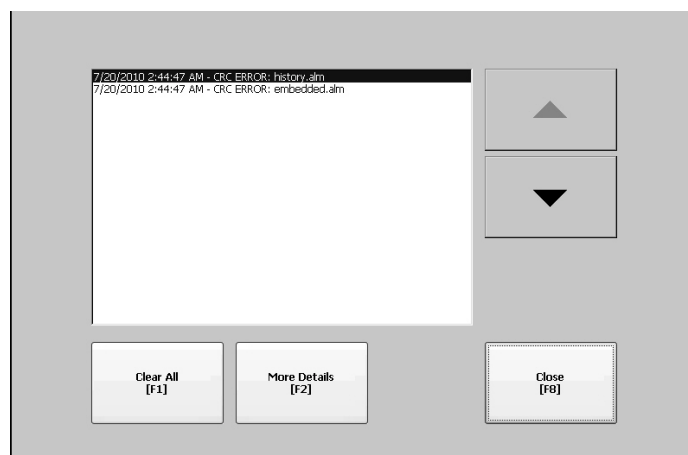 7/20/2010 2:44:47 AM - CRC ERROR: history.alm
7/20/2010 2:44:47 AM - CRC ERROR: embedded.alm
Clear All
[F1]
More Details
[F2]
Close
[F8]